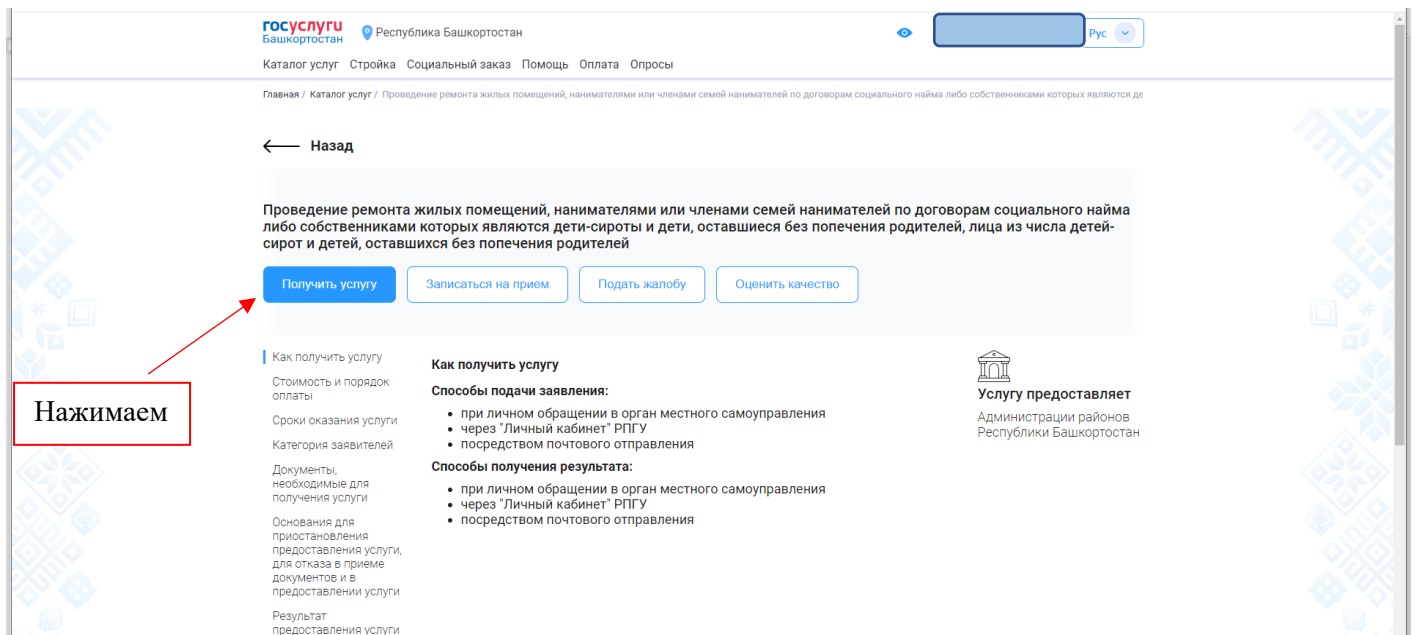 госуслуги
Башкортостан
Республика Башкортостан
Рус
Каталог услуг Стройка Социальный заказ Помощь Оплата Опросы
Главная / Каталог услуг / Проведение ремонта жилых помещений, нанимателями или членами семей нанимателей по договорам социального найма либо собственниками которых являются де
Назад
Проведение ремонта жилых помещений, нанимателями или членами семей нанимателей по договорам социального найма
либо собственниками которых являются дети-сироты и дети, оставшиеся без попечения родителей, лица из числа детей-
сирот и детей, оставшихся без попечения родителей
Получить услугу Записаться на прием Подать жалобу Оценить качество
Нажимаем
Как получить услугу
Стоимость и порядок
оплаты
Сроки оказания услуги
Категория заявителей
Документы,
необходимые для
получения услуги
Основания для
приостановления
предоставления услуги,
для отказа в приеме
документов и в
предоставлении услуги
Результат
предоставления услуги
Как получить услугу
Способы подачи заявления:
• при личном обращении в орган местного самоуправления
• через "Личный кабинет" РПГУ
• посредством почтового отправления
Способы получения результата:
• при личном обращении в орган местного самоуправления
• через "Личный кабинет" РПГУ
• посредством почтового отправления
Услугу предоставляет
Администрации районов
Республики Башкортостан